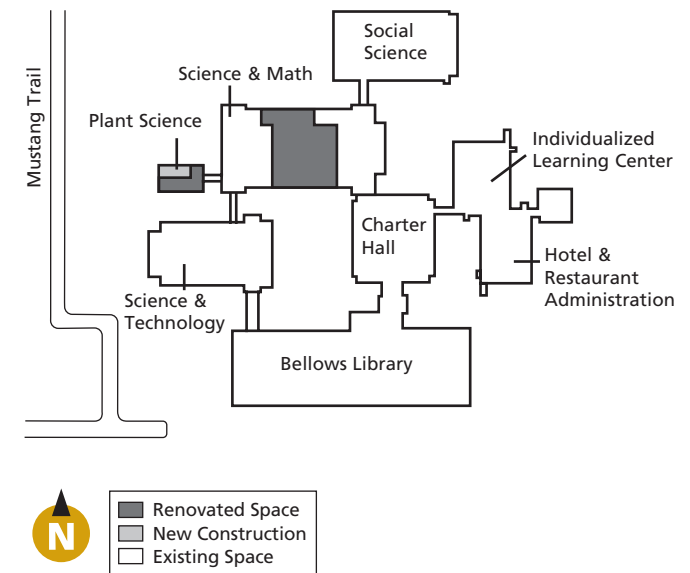 Social
Science
Science & Math
Mustang Trail
Plant Science
Individualized
Learning Center
Charter
Hall
Hotel &
Restaurant
Administration
Science &
Technology
Bellows Library
N
Renovated Space
New Construction
Existing Space